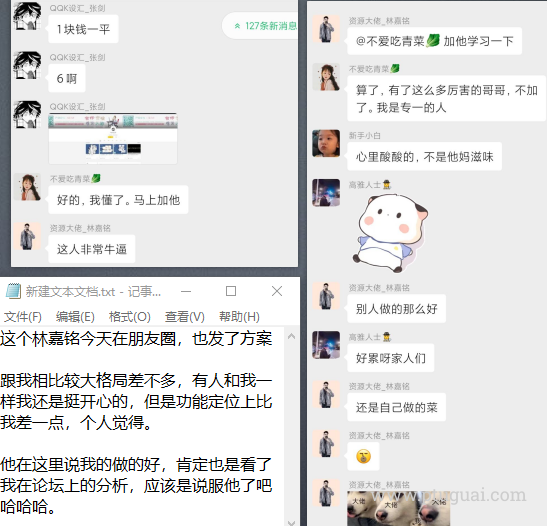 QQK设汇_张剑
1块钱一平
127条新消息
QQK设汇_张剑
6 啊
QQK设汇_张剑
不爱吃青菜🥬
好的，我懂了。马上加他
资源大佬_林嘉铭
这人非常牛逼
新建文本文档.txt - 记事...
文件(F) 编辑(E) 格式(O) 查看(V) 帮助(H)
这个林嘉铭今天在朋友圈，也发了方案
跟我相比较大格局差不多，有人和我一
样我还是挺开心的，但是功能定位上比
我差一点，个人觉得。
他在这里说我的做的好，肯定也是看了
我在论坛上的分析，应该是说服他了吧
哈哈哈。
资源大佬_林嘉铭
@不爱吃青菜🥬 加他学习一下
不爱吃青菜🥬
算了，有了这么多厉害的哥哥，不加
了。我是专一的人
新手小白
心里酸酸的，不是他妈滋味
高雅人士
资源大佬_林嘉铭
别人做的那么好
高雅人士
好累呀家人们
资源大佬_林嘉铭
还是自己做的菜
资源大佬_林嘉铭
资源大佬_林嘉铭
大佬 大佬